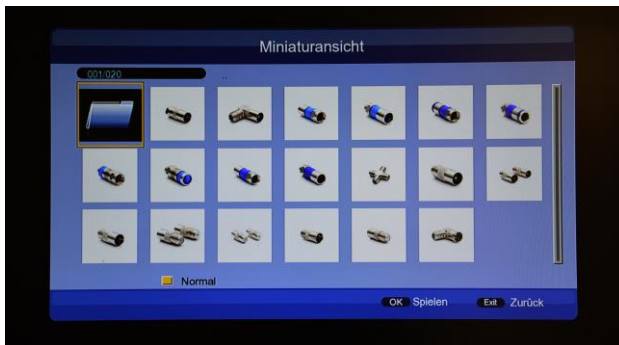 Miniaturansicht
001/020
..
Normal
OK Spielen Exit Zurück